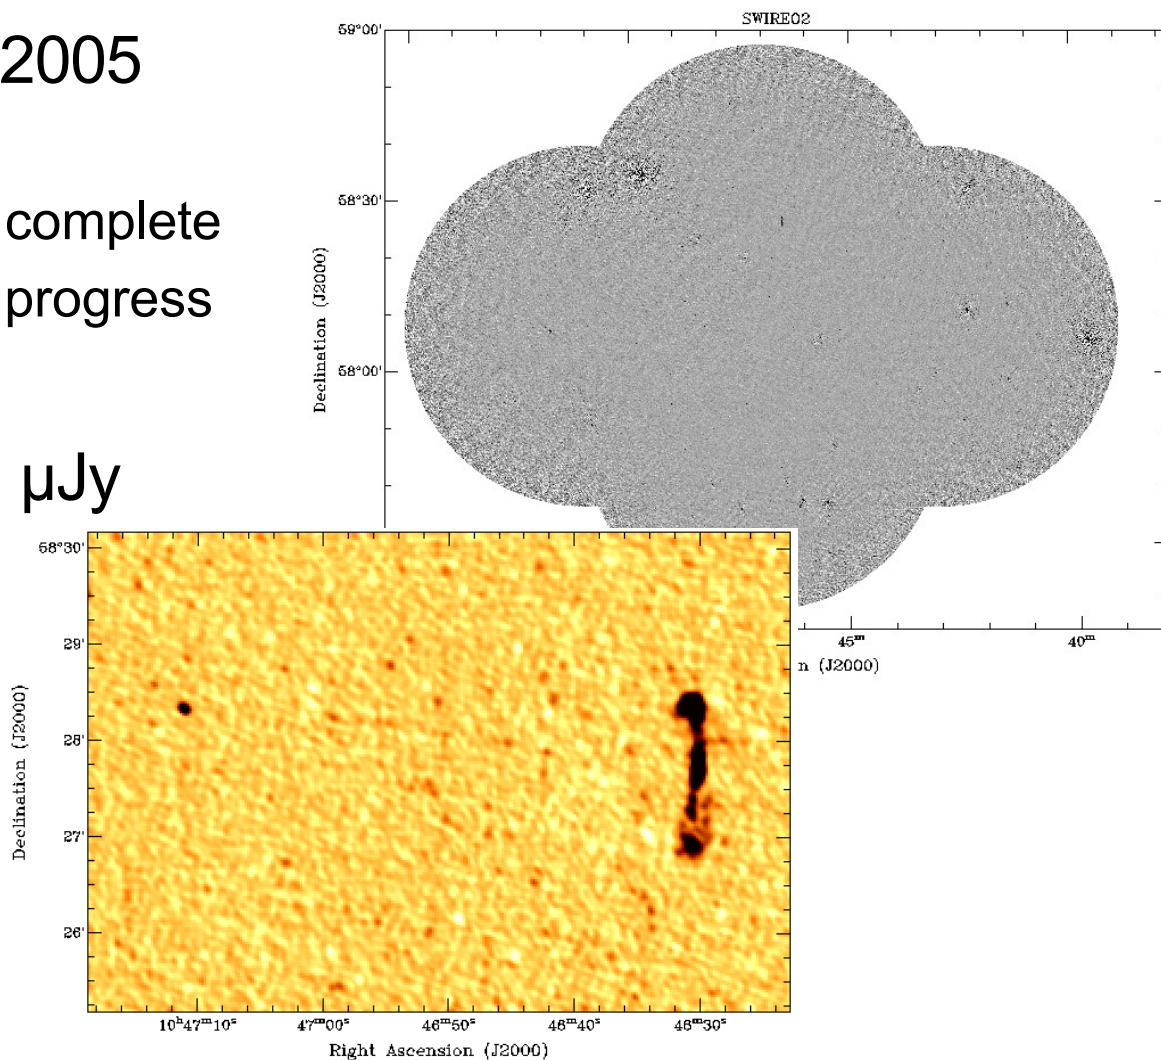 2005
complete
progress
µJy
SWIRE02
59°00'
58°30'
58°00'
Declination (J2000)
45ᵐ
40ᵐ
n (J2000)
58°30'
29'
28'
27'
26'
Declination (J2000)
10ʰ47ᵐ10ˢ
47ᵐ00ˢ
46ᵐ50ˢ
46ᵐ40ˢ
46ᵐ30ˢ
Right Ascension (J2000)